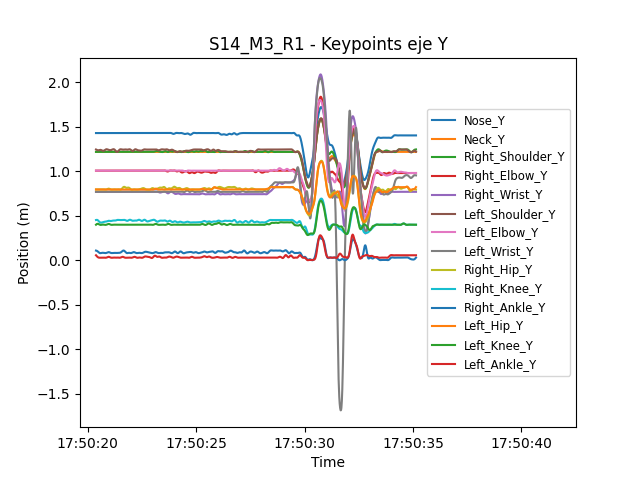 S14_M3_R1 - Keypoints eje Y
2.0
1.5
1.0
0.5
0.0
−0.5
−1.0
−1.5
Position (m)
17:50:20 17:50:25 17:50:30 17:50:35 17:50:40
Time
Nose_Y
Neck_Y
Right_Shoulder_Y
Right_Elbow_Y
Right_Wrist_Y
Left_Shoulder_Y
Left_Elbow_Y
Left_Wrist_Y
Right_Hip_Y
Right_Knee_Y
Right_Ankle_Y
Left_Hip_Y
Left_Knee_Y
Left_Ankle_Y